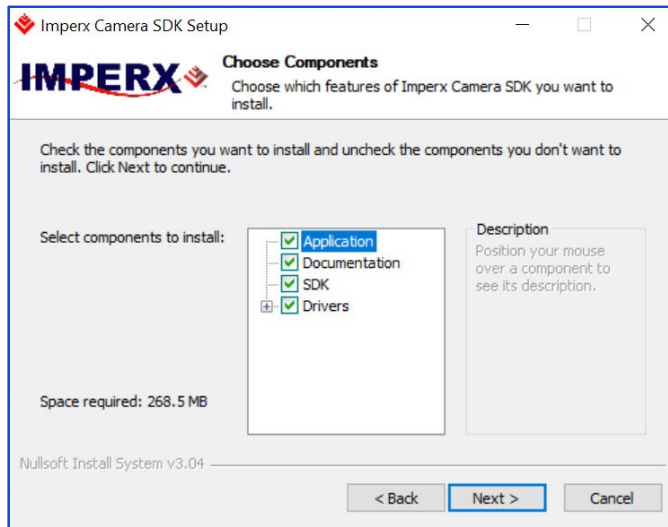 Imperx Camera SDK Setup
IMPERX
Choose Components
Choose which features of Imperx Camera SDK you want to
install.
Check the components you want to install and uncheck the components you don't want to
install. Click Next to continue.
Select components to install:
Application
Documentation
SDK
Drivers
Description
Position your mouse
over a component to
see its description.
Space required: 268.5 MB
Nullsoft Install System v3.04
< Back
Next >
Cancel